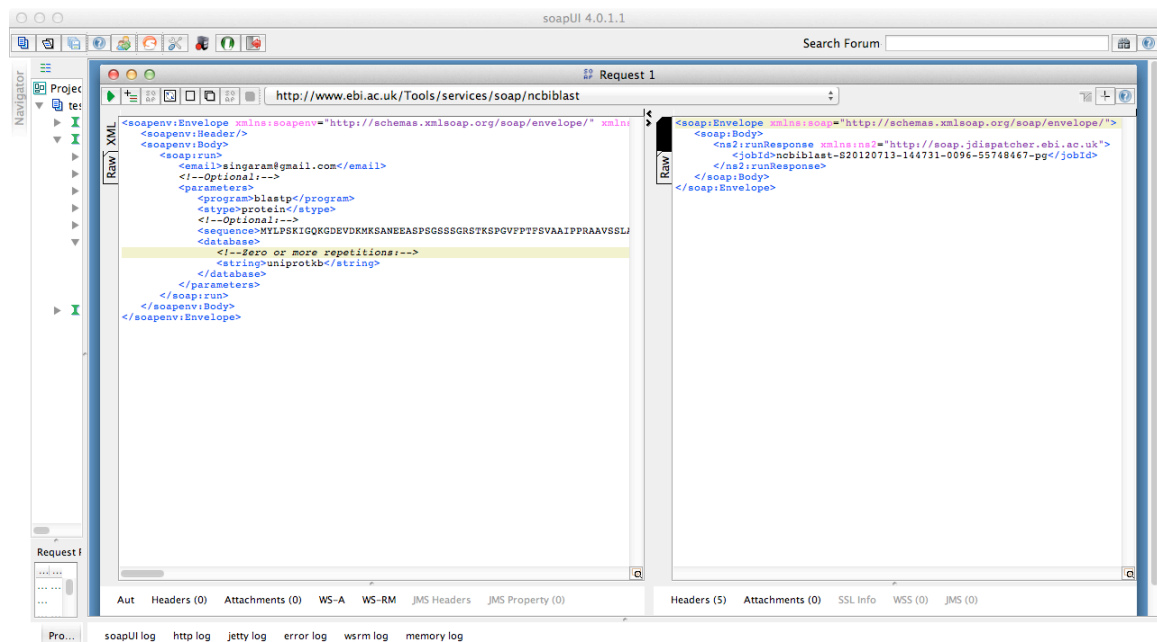 soapUI 4.0.1.1
Search Forum
Navigator
Projec
tes
Request 1
http://www.ebi.ac.uk/Tools/services/soap/ncbiblast
XML
Raw
<soapenv:Envelope xmlns:soapenv="http://schemas.xmlsoap.org/soap/envelope/" xmlns
<soapenv:Header/>
<soapenv:Body>
<soap:run>
<email>singaram@gmail.com</email>
<!--Optional:-->
<parameters>
<program>blastp</program>
<stype>protein</stype>
<!--Optional:-->
<sequence>MYLPSKIGQKGDEVDKMKSANEEASPSGSSSGRSTKSPGVFPTFSVAAIPPRAAVSSLA
<database>
<!--Zero or more repetitions:-->
<string>uniprotkb</string>
</database>
</parameters>
</soap:run>
</soapenv:Body>
</soapenv:Envelope>
Raw
<soap:Envelope xmlns:soap="http://schemas.xmlsoap.org/soap/envelope/">
<soap:Body>
<ns2:runResponse xmlns:ns2="http://soap.jdispatcher.ebi.ac.uk">
<jobId>ncbiblast-S20120713-144731-0096-55748467-pg</jobId>
</ns2:runResponse>
</soap:Body>
</soap:Envelope>
Request P
Aut Headers (0) Attachments (0) WS-A WS-RM JMS Headers JMS Property (0)
Headers (5) Attachments (0) SSL Info WSS (0) JMS (0)
Pro... soapUI log http log jetty log error log wsrm log memory log